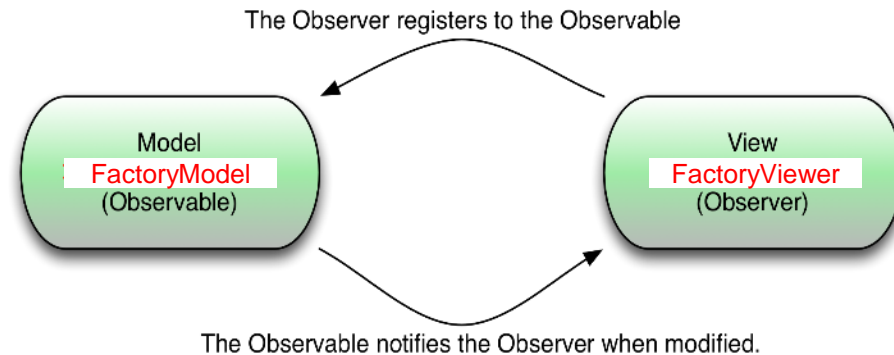 The Observer registers to the Observable
Model
FactoryModel
(Observable)
View
FactoryViewer
(Observer)
The Observable notifies the Observer when modified.